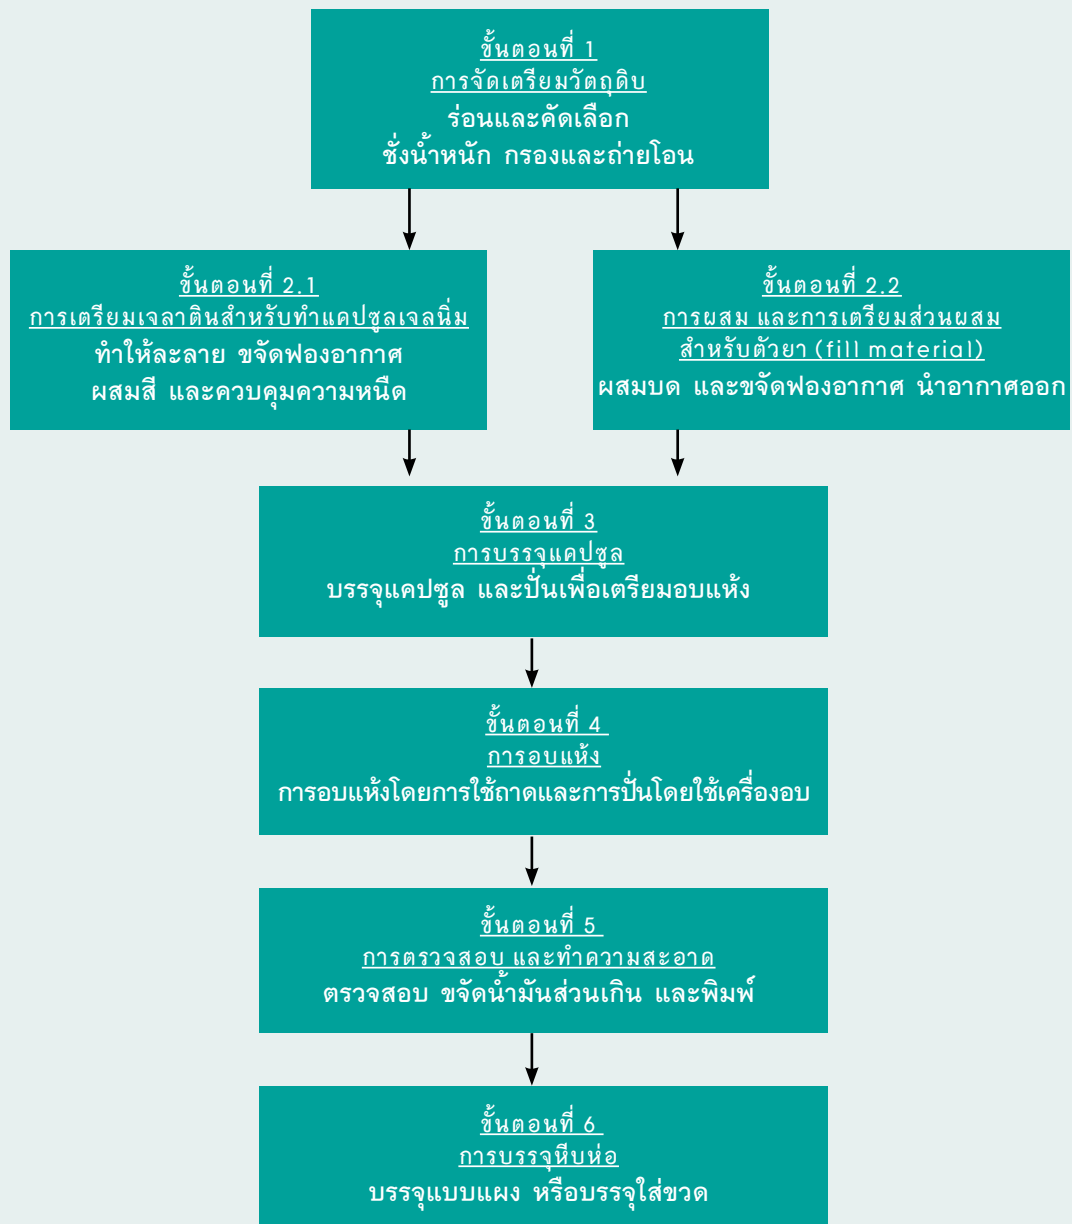 ขั้นตอนที่ 1
การจัดเตรียมวัตถุดิบ
ร่อนและคัดเลือก
ชั่งน้ำหนัก กรองและถ่ายโอน
ขั้นตอนที่ 2.1
การเตรียมเจลาตินสำหรับทำแคปซูลเจลนิ่ม
ทำให้ละลาย ขจัดฟองอากาศ
ผสมสี และควบคุมความหนืด
ขั้นตอนที่ 2.2
การผสม และการเตรียมส่วนผสม
สำหรับตัวยา (fill material)
ผสมบด และขจัดฟองอากาศ นำอากาศออก
ขั้นตอนที่ 3
การบรรจุแคปซูล
บรรจุแคปซูล และปั่นเพื่อเตรียมอบแห้ง
ขั้นตอนที่ 4
การอบแห้ง
การอบแห้งโดยการใช้ถาดและการปั่นโดยใช้เครื่องอบ
ขั้นตอนที่ 5
การตรวจสอบ และทำความสะอาด
ตรวจสอบ ขจัดน้ำมันส่วนเกิน และพิมพ์
ขั้นตอนที่ 6
การบรรจุหีบห่อ
บรรจุแบบแผง หรือบรรจุใส่ขวด